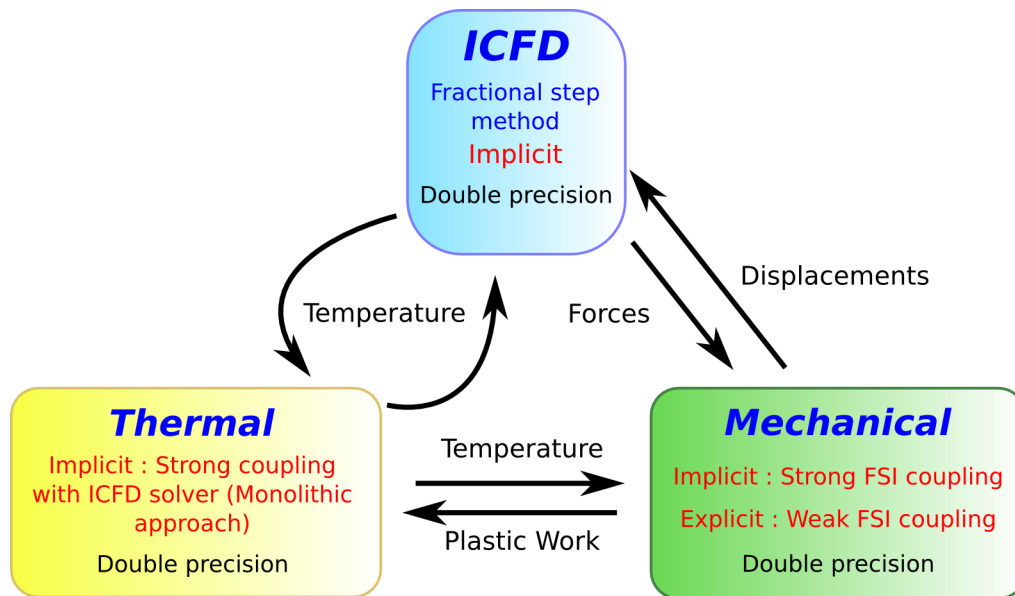 ICFD
Fractional step
method
Implicit
Double precision
Displacements
Temperature
Forces
Thermal
Implicit : Strong coupling
with ICFD solver (Monolithic
approach)
Double precision
Temperature
Plastic Work
Mechanical
Implicit : Strong FSI coupling
Explicit : Weak FSI coupling
Double precision